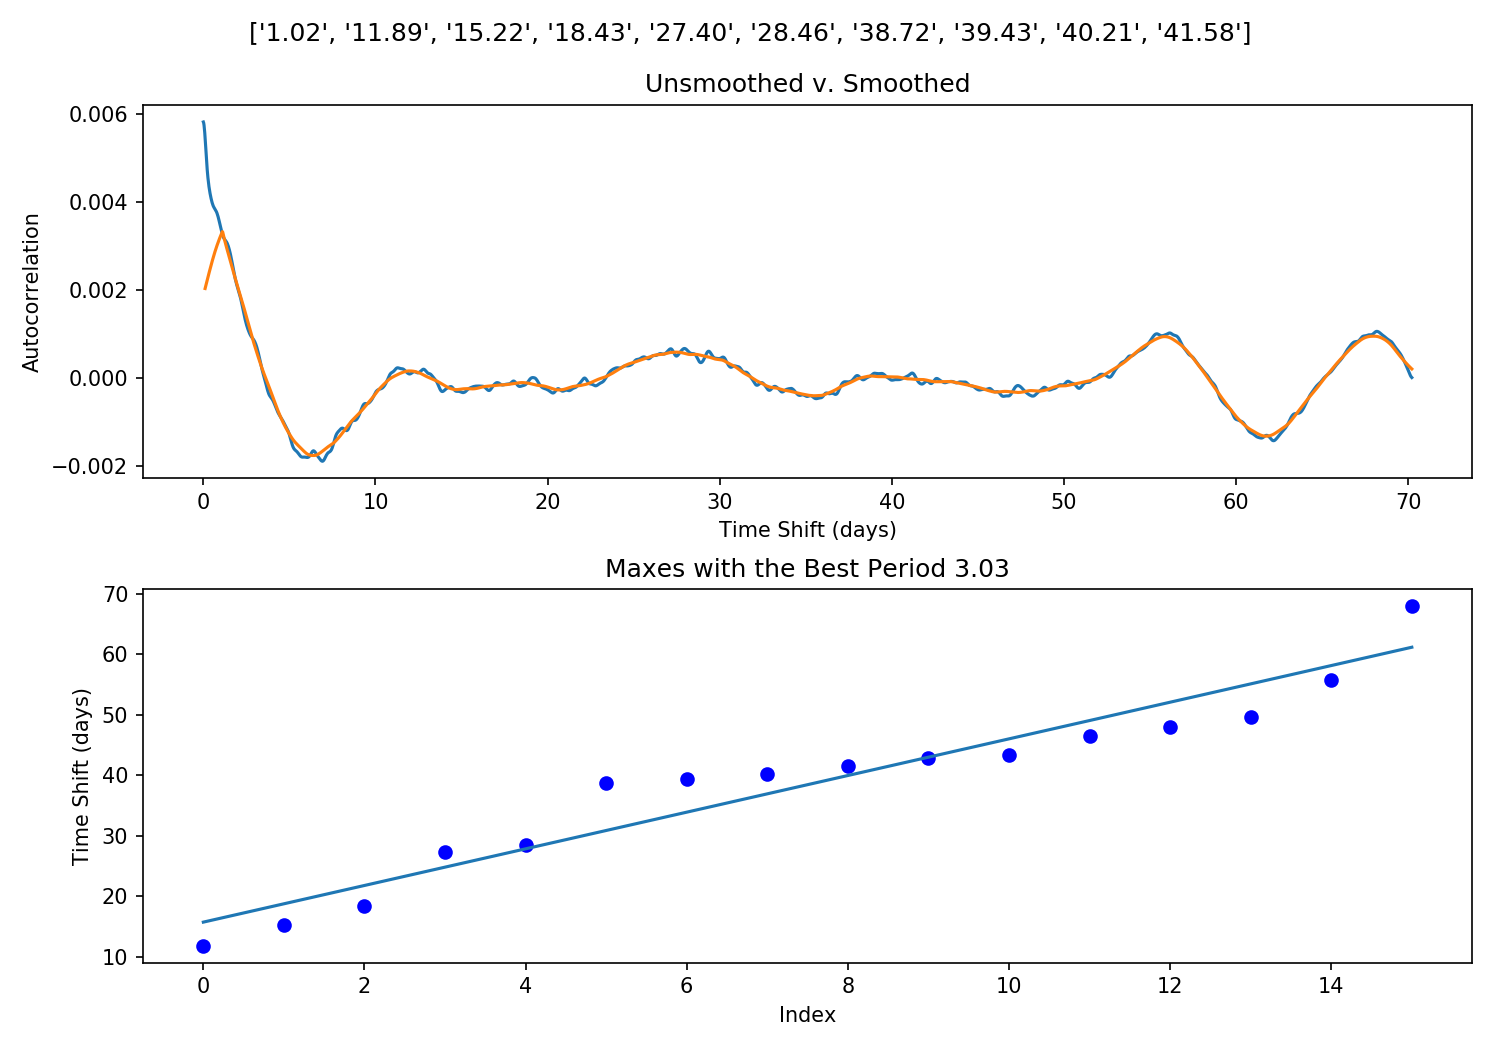 ['1.02', '11.89', '15.22', '18.43', '27.40', '28.46', '38.72', '39.43', '40.21', '41.58']
Unsmoothed v. Smoothed
0.006
0.004
0.002
0.000
−0.002
Autocorrelation
0 10 20 30 40 50 60 70
Time Shift (days)
Maxes with the Best Period 3.03
70
60
50
40
30
20
10
Time Shift (days)
0 2 4 6 8 10 12 14
Index